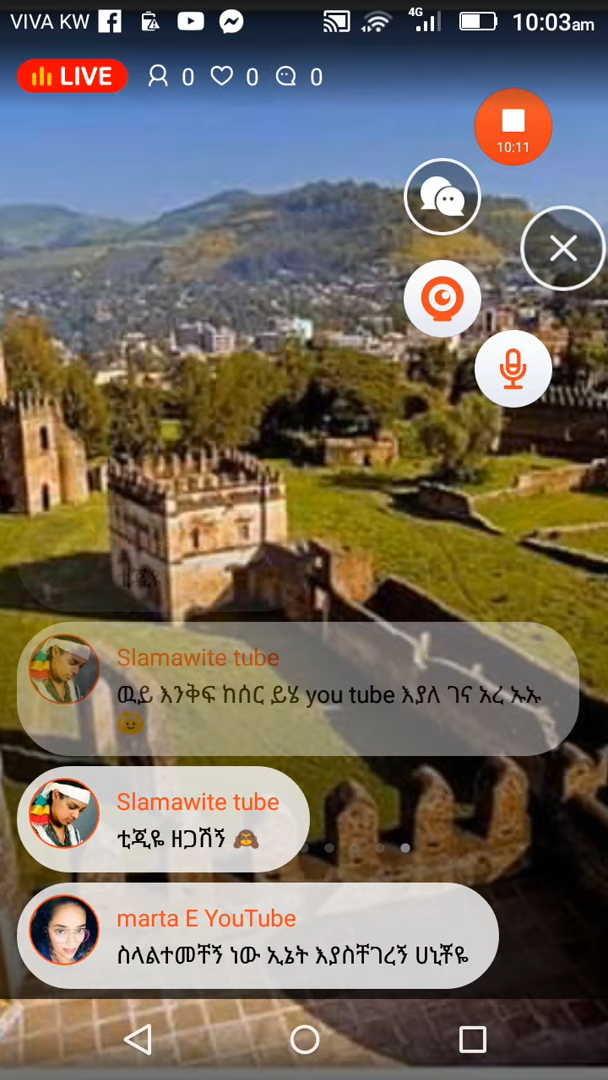 VIVA KW
4G
10:03am
LIVE 0 0 0
10:11
Slamawite tube
ዉይ እንቅፍ ከሰር ይሄ you tube እያለ ገና አረ ኡኡ
Slamawite tube
ቲጂዬ ዘጋሽኝ
marta E YouTube
ስላልተመቸኝ ነው ኢኔት እያስቸገረኝ ሀኒቾዬ